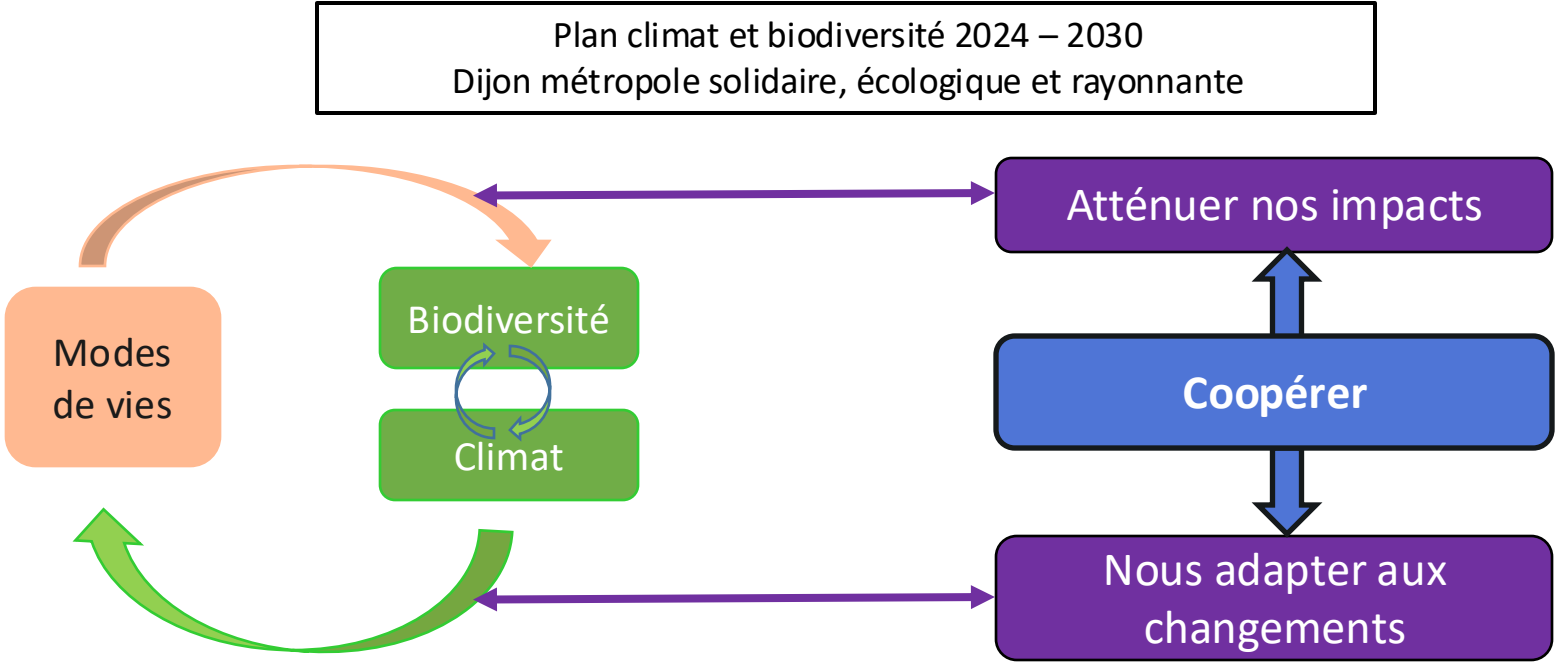 Plan climat et biodiversité 2024 – 2030
Dijon métropole solidaire, écologique et rayonnante
Atténuer nos impacts
Biodiversité
Modes
de vies
Coopérer
Climat
Nous adapter aux
changements